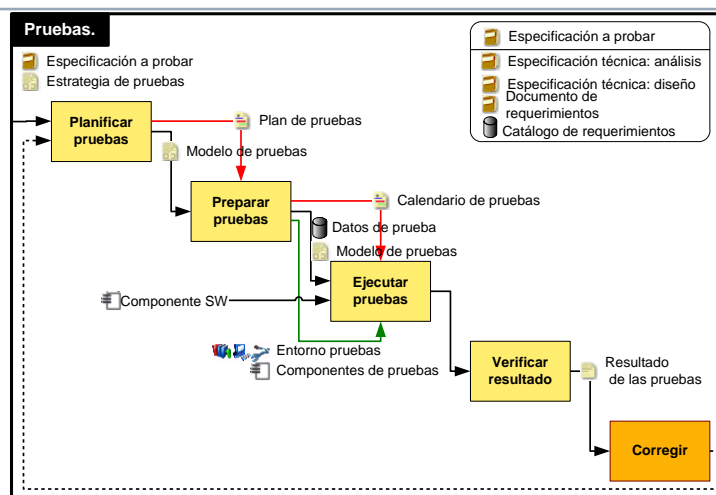 Pruebas.
Especificación a probar
Estrategia de pruebas
Especificación a probar
Especificación técnica: análisis
Especificación técnica: diseño
Documento de
requerimientos
Catálogo de requerimientos
Planificar
pruebas
Plan de pruebas
Modelo de pruebas
Preparar
pruebas
Calendario de pruebas
Datos de prueba
Modelo de pruebas
Ejecutar
pruebas
Componente SW
Entorno pruebas
Componentes de pruebas
Verificar
resultado
Resultado
de las pruebas
Corregir